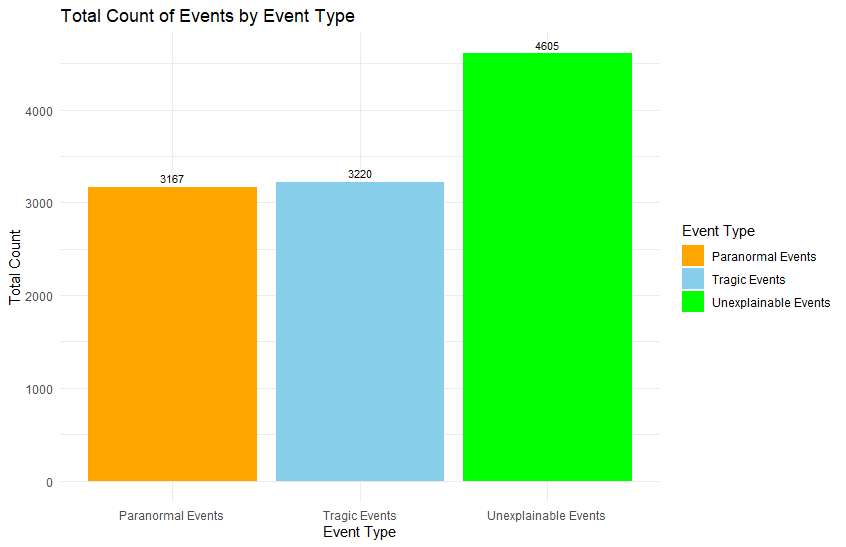 Total Count of Events by Event Type
4605
3167
3220
4000
3000
2000
1000
0
Total Count
Paranormal Events
Tragic Events
Unexplainable Events
Event Type
Event Type
Paranormal Events
Tragic Events
Unexplainable Events